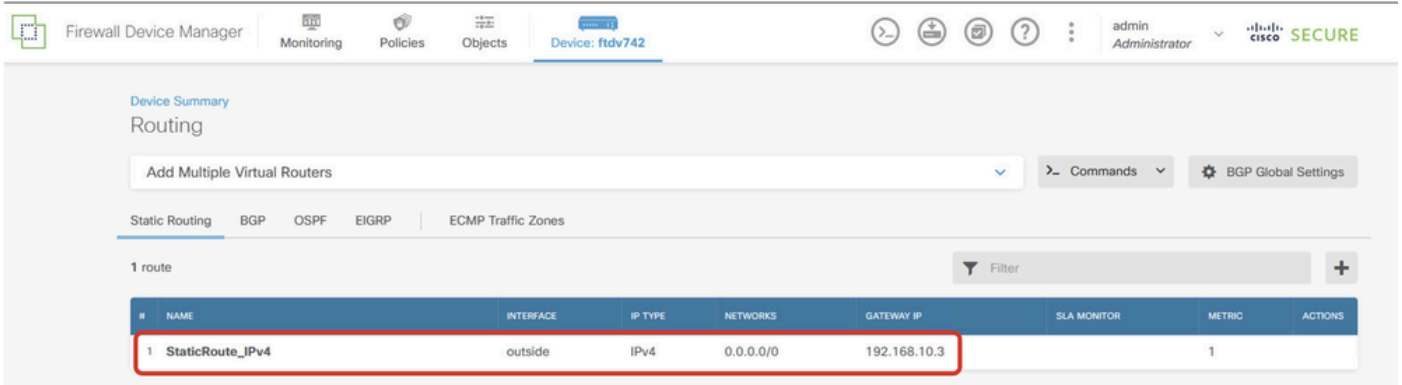 Firewall Device Manager
Monitoring
Policies
Objects
Device: ftdv742
admin
Administrator
cisco SECURE
Device Summary
Routing
Add Multiple Virtual Routers
>_ Commands
BGP Global Settings
Static Routing BGP OSPF EIGRP ECMP Traffic Zones
1 route
Filter
# NAME INTERFACE IP TYPE NETWORKS GATEWAY IP SLA MONITOR METRIC ACTIONS
1 StaticRoute_IPv4 outside IPv4 0.0.0.0/0 192.168.10.3 1